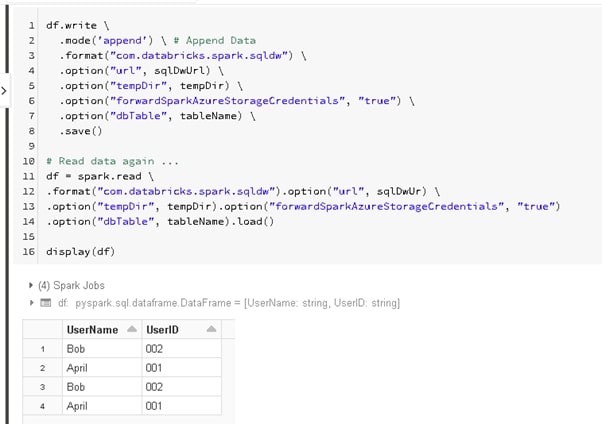 1 df.write \
2 .mode('append') \ # Append Data
3 .format("com.databricks.spark.sqldw") \
4 .option("url", sqlDwUrl) \
5 .option("tempDir", tempDir) \
6 .option("forwardSparkAzureStorageCredentials", "true") \
7 .option("dbTable", tableName) \
8 .save()
9
10 # Read data again ...
11 df = spark.read \
12 .format("com.databricks.spark.sqldw").option("url", sqlDwUr) \
13 .option("tempDir", tempDir).option("forwardSparkAzureStorageCredentials", "true")
14 .option("dbTable", tableName).load()
15
16 display(df)
(4) Spark Jobs
df: pyspark.sql.dataframe.DataFrame = [UserName: string, UserID: string]
UserName UserID
1 Bob 002
2 April 001
3 Bob 002
4 April 001